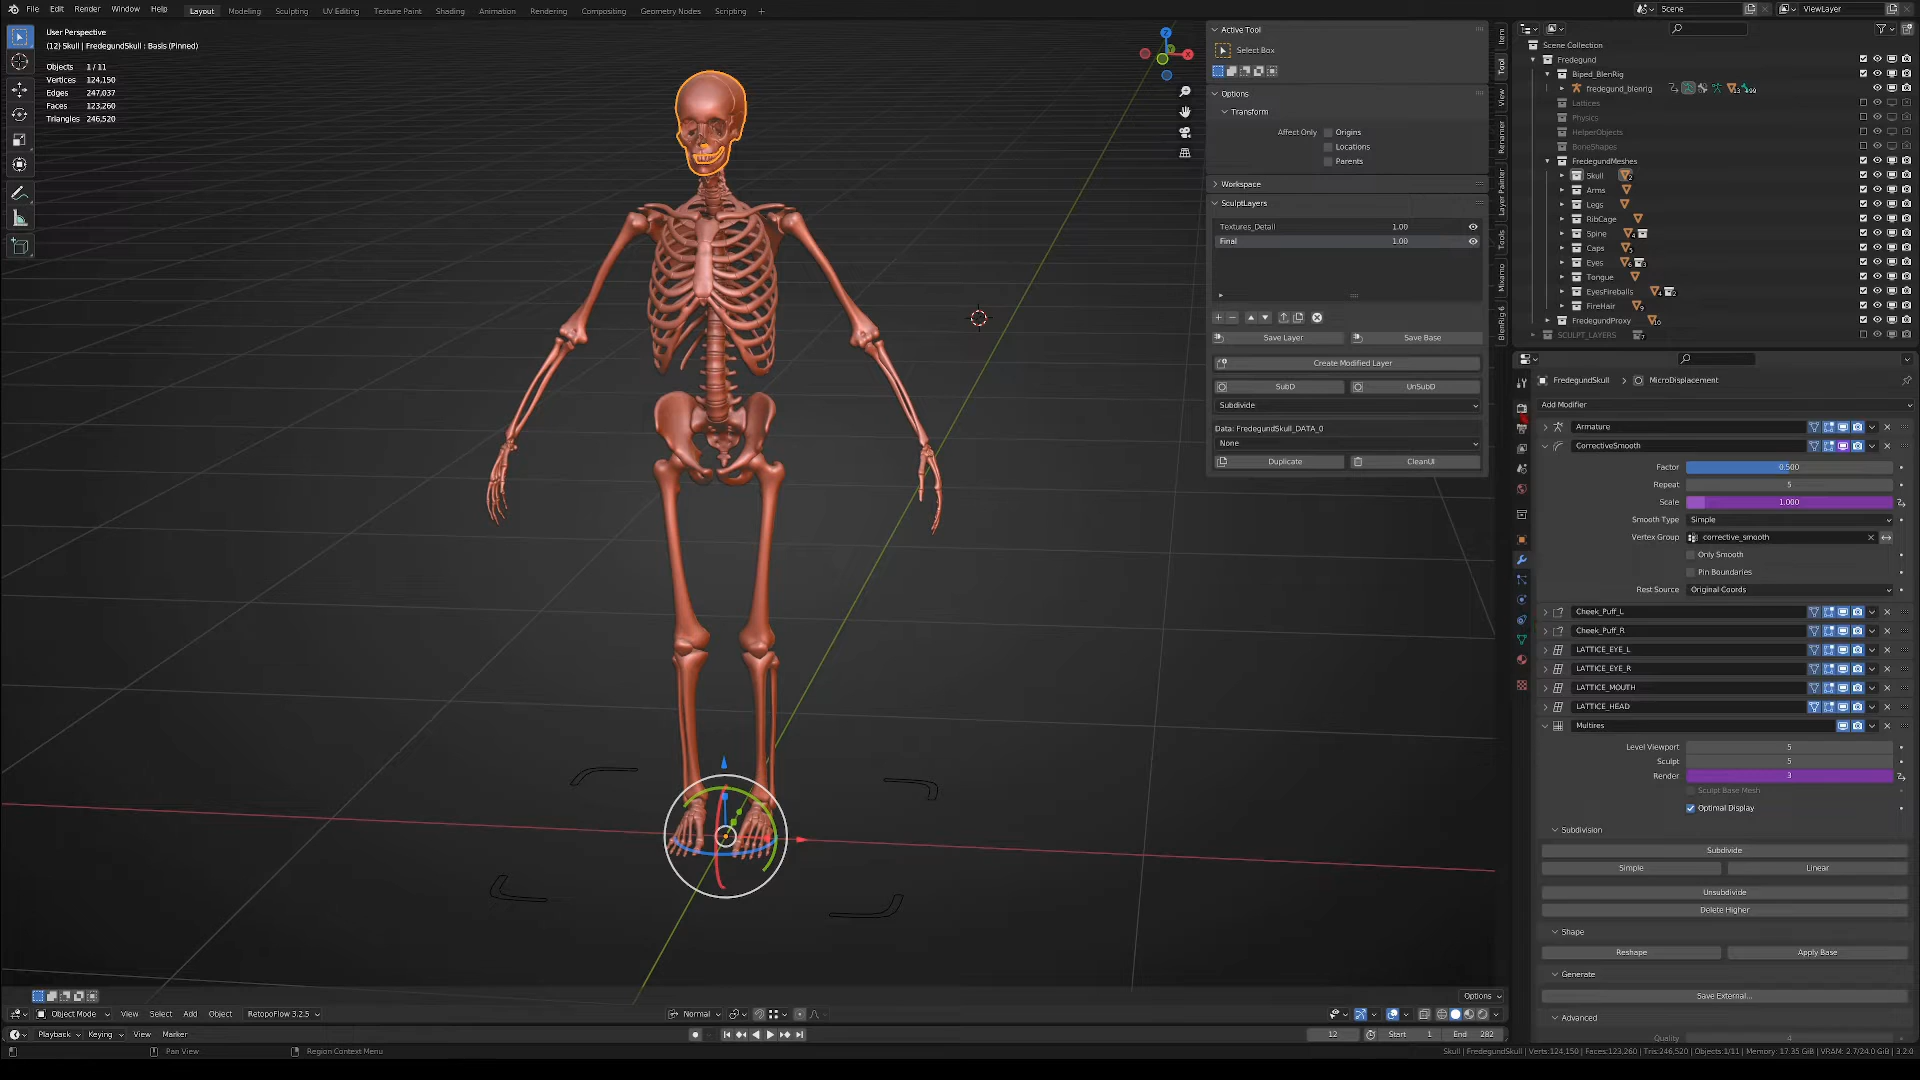 File Edit Render Window Help Layout Modeling Sculpting UV Editing Texture Paint Shading Animation Rendering Compositing Geometry Nodes Scripting + Scene ViewLayer
User Perspective
(12) Skull | FredegundSkull : Basis (Pinned)
Objects 1 / 11
Vertices 124,150
Edges 247,037
Faces 123,260
Triangles 246,520
Active Tool
Select Box
Options
Transform
Affect Only Origins
Locations
Parents
Workspace
SculptLayers
Textures_Detail 1.00
Final 1.00
Save Layer Save Base
Create Modified Layer
SubD UnSubD
Subdivide
Data: FredegundSkull_DATA_0
None
Duplicate CleanUI
Item
Tool
View
Renamer
Layer Painter
Tools
Mixamo
BlenRig 6
Scene Collection
Fredegund
Biped_BlenRig
fredegund_blenrig
Lattices
Physics
HelperObjects
BoneShapes
FredegundMeshes
Skull
Arms
Legs
RibCage
Spine
Caps
Eyes
Tongue
EyesFireballs
FireHair
FredegundProxy
SCULPT_LAYERS
FredegundSkull MicroDisplacement
Add Modifier
Armature
CorrectiveSmooth
Factor 0.500
Repeat 5
Scale 1.000
Smooth Type Simple
Vertex Group corrective_smooth
Only Smooth
Pin Boundaries
Rest Source Original Coords
Cheek_Puff_L
Cheek_Puff_R
LATTICE_EYE_L
LATTICE_EYE_R
LATTICE_MOUTH
LATTICE_HEAD
Multires
Level Viewport 5
Sculpt 5
Render 3
Sculpt Base Mesh
Optimal Display
Subdivision
Subdivide
Simple Linear
Unsubdivide
Delete Higher
Shape
Reshape Apply Base
Generate
Save External...
Advanced
Quality 4
Options
Object Mode View Select Add Object RetopoFlow 3.2.5 Normal
Playback Keying View Marker 12 Start 1 End 282
Pan View Region Context Menu Skull | FredegundSkull | Verts:124,150 | Faces:123,260 | Tris:246,520 | Objects:1/11 | Memory: 17.35 GiB | VRAM: 2.7/24.0 GiB | 3.2.0